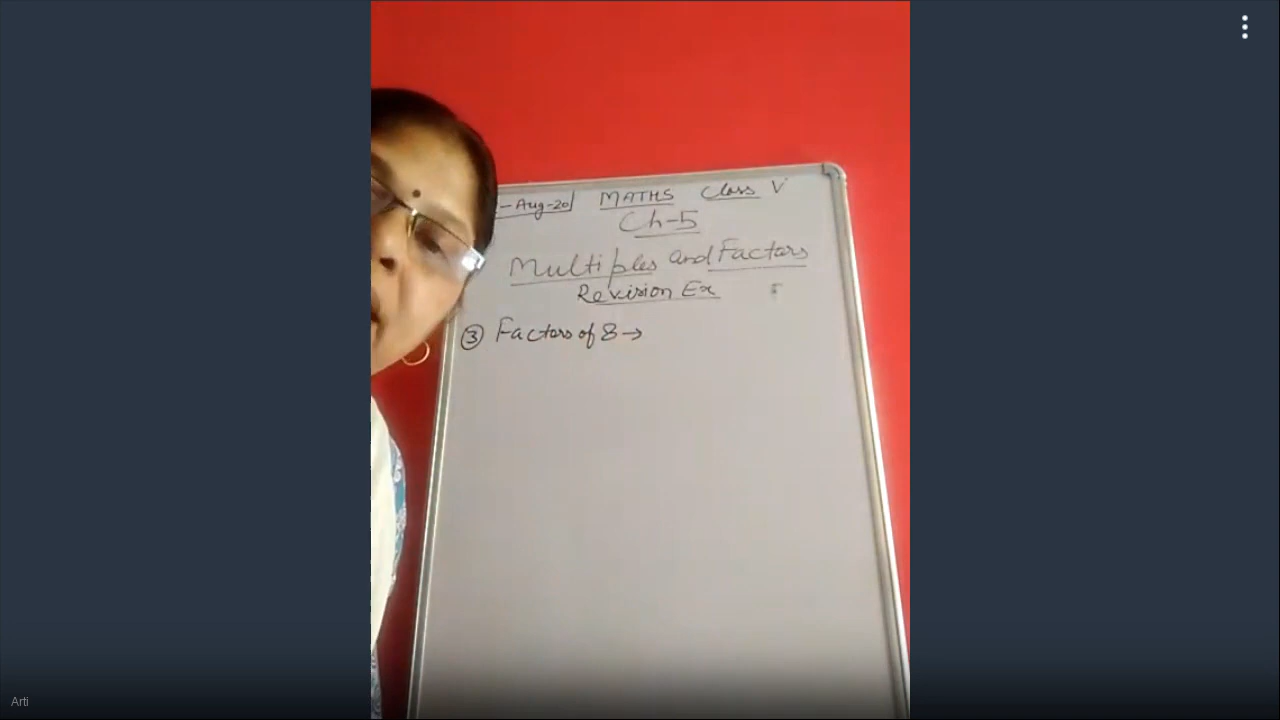 -Aug-20 MATHS Class V
Ch-5
Multiples and Factors
Revision Ex
③ Factors of 8 →
Arti